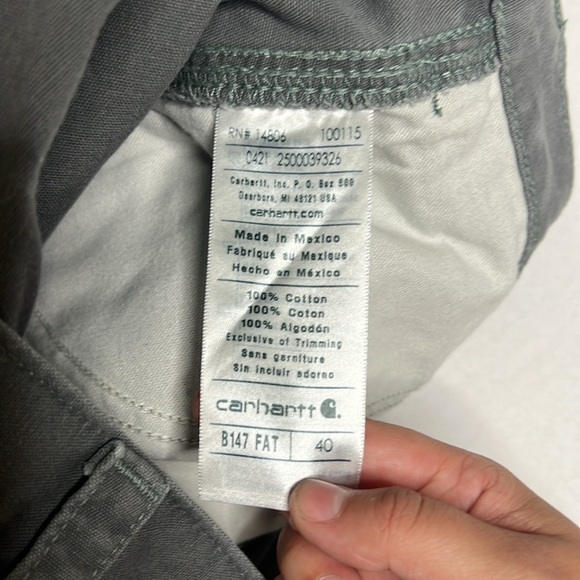 RN# 14806 100115
0421 2500039326
Carhartt, Inc. P. O. Box 600
Dearborn, MI 48121 USA
carhartt.com
Made in Mexico
Fabriqué au Mexique
Hecho en México
100% Cotton
100% Coton
100% Algodón
Exclusive of Trimming
Sans garniture
Sin incluir adorno
carhartt
B147 FAT 40